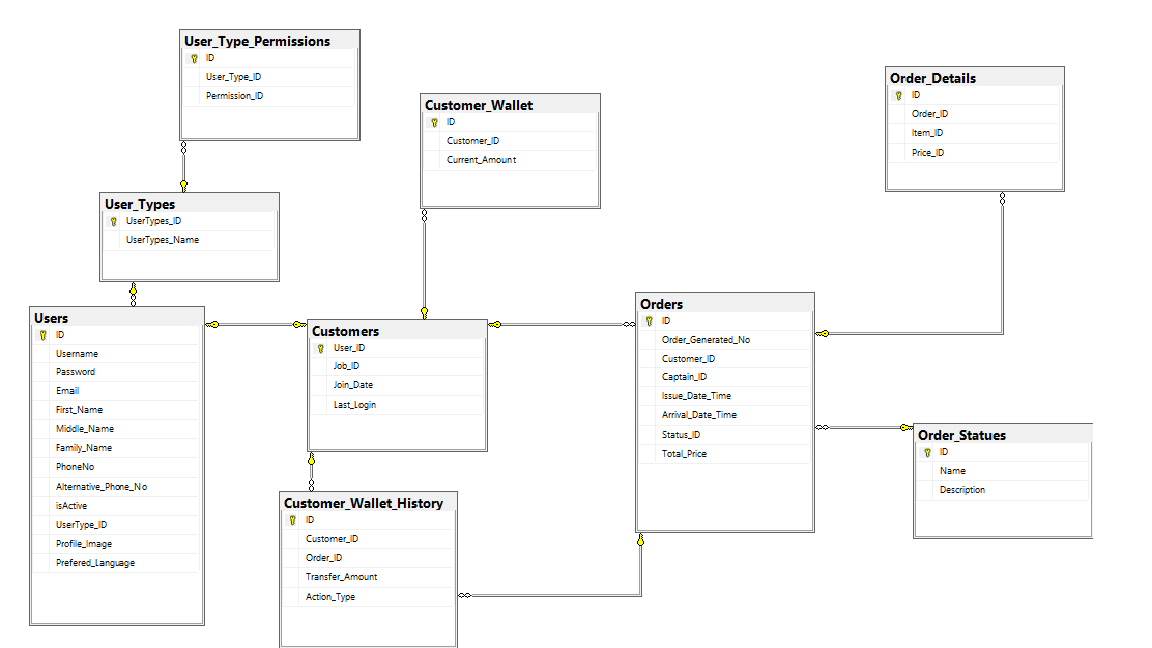 User_Type_Permissions
ID
User_Type_ID
Permission_ID
Customer_Wallet
ID
Customer_ID
Current_Amount
Order_Details
ID
Order_ID
Item_ID
Price_ID
User_Types
UserTypes_ID
UserTypes_Name
Users
ID
Username
Password
Email
First_Name
Middle_Name
Family_Name
PhoneNo
Alternative_Phone_No
isActive
UserType_ID
Profile_Image
Prefered_Language
Customers
User_ID
Job_ID
Join_Date
Last_Login
Orders
ID
Order_Generated_No
Customer_ID
Captain_ID
Issue_Date_Time
Arrival_Date_Time
Status_ID
Total_Price
Order_Statues
ID
Name
Description
Customer_Wallet_History
ID
Customer_ID
Order_ID
Transfer_Amount
Action_Type